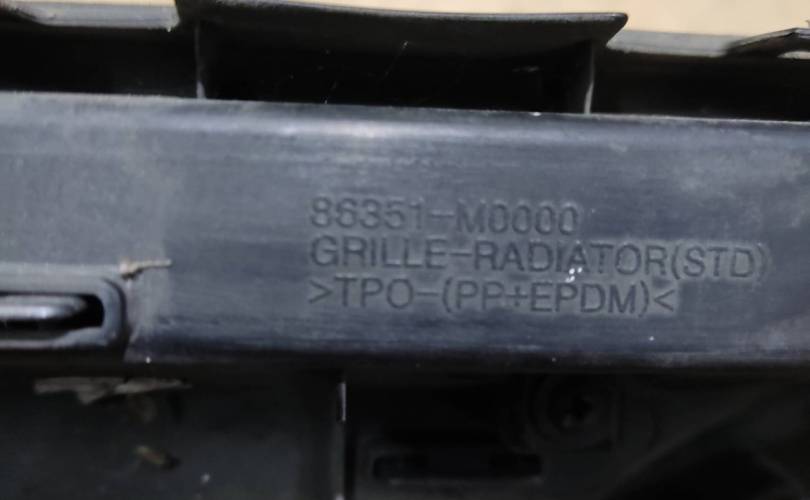 86351-M0000
GRILLE-RADIATOR(STD)
>TPO-(PP+EPDM)<